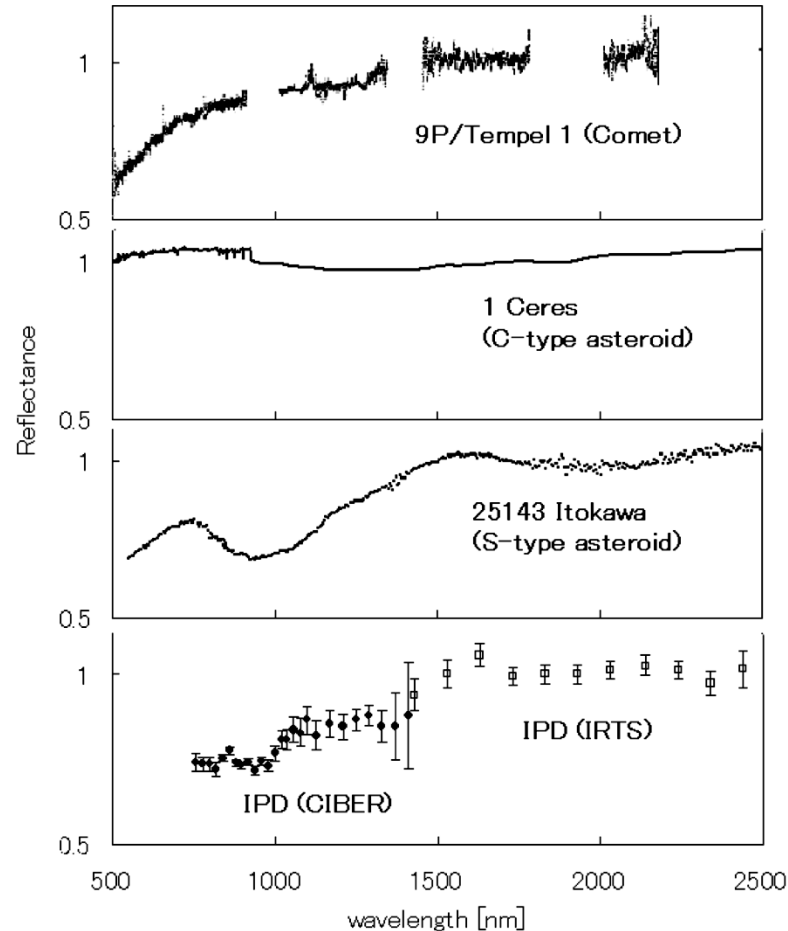 1
9P/Tempel 1 (Comet)
0.5
1
1 Ceres
(C-type asteroid)
0.5
Reflectance
1
25143 Itokawa
(S-type asteroid)
0.5
1
IPD (IRTS)
IPD (CIBER)
0.5
500 1000 1500 2000 2500
wavelength [nm]